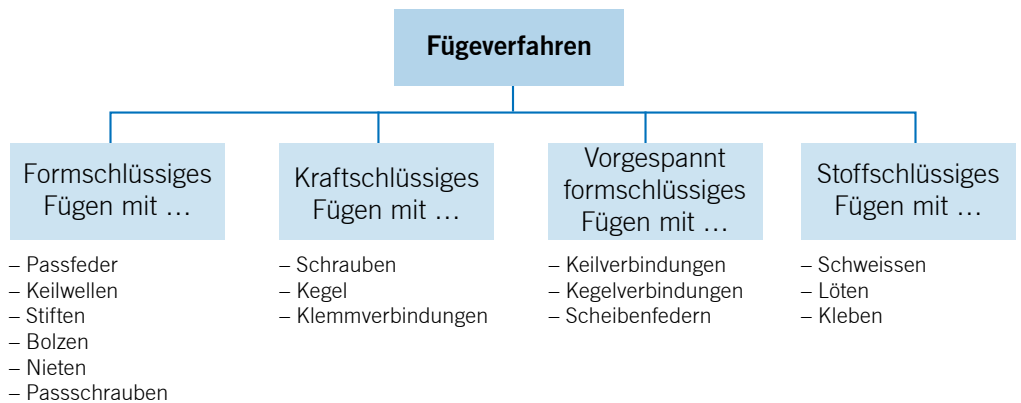 Fügeverfahren
Formschlüssiges
Fügen mit …
– Passfeder
– Keilwellen
– Stiften
– Bolzen
– Nieten
– Passschrauben
Kraftschlüssiges
Fügen mit …
– Schrauben
– Kegel
– Klemmverbindungen
Vorgespannt
formschlüssiges
Fügen mit …
– Keilverbindungen
– Kegelverbindungen
– Scheibenfedern
Stoffschlüssiges
Fügen mit …
– Schweissen
– Löten
– Kleben